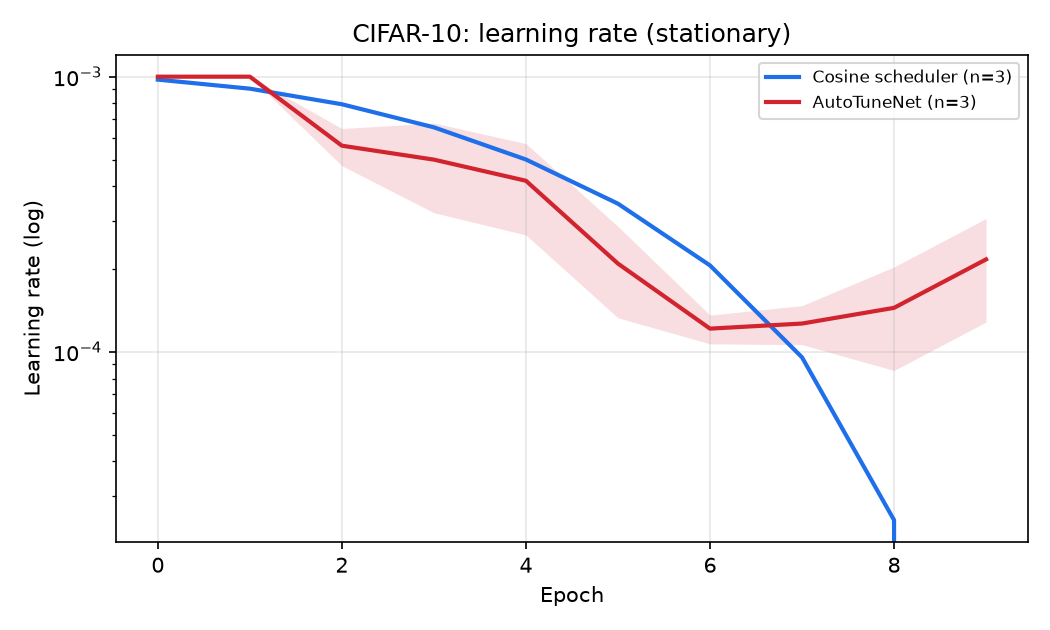 CIFAR-10: learning rate (stationary)
Cosine scheduler (n=3)
AutoTuneNet (n=3)
Learning rate (log)
10⁻³
10⁻⁴
0 2 4 6 8
Epoch